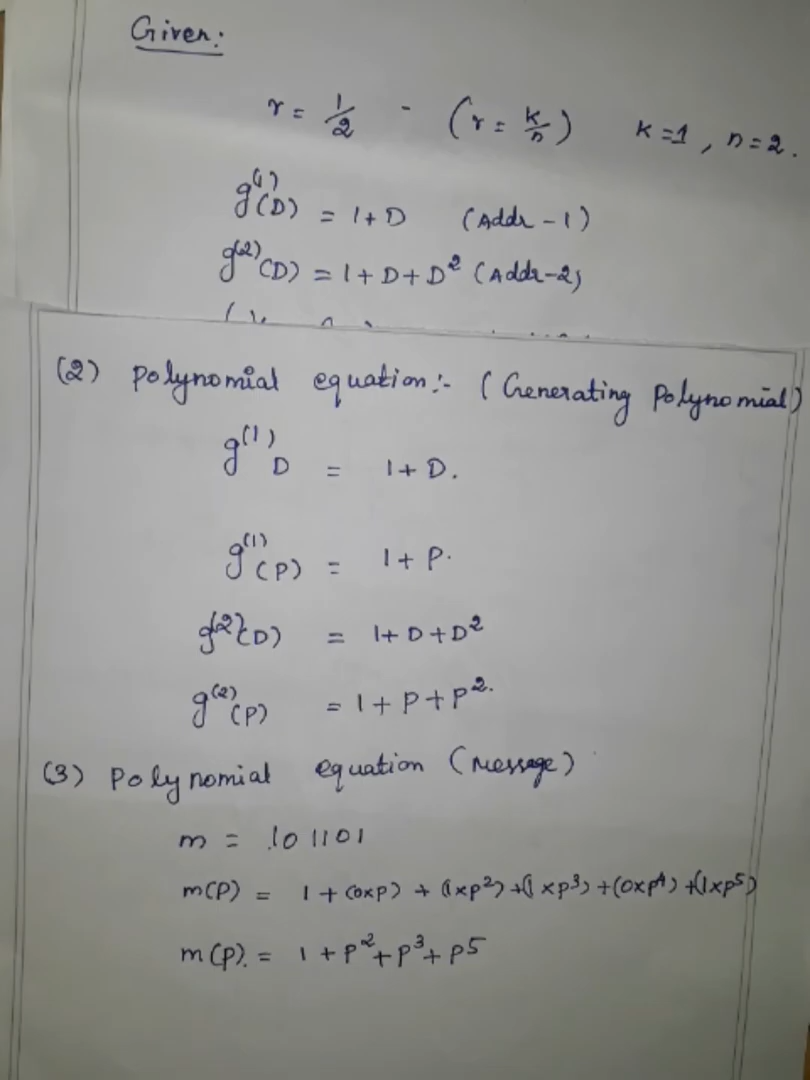 Given:
r = 1/2 - (r = k/n) k=1, n=2.
g(1)(D) = 1+D (Addr-1)
g(2)(D) = 1+D+D² (Addr-2)
(2) Polynomial equation:- (Generating Polynomial)
g(1) D = 1+D.
g(1)(P) = 1+P.
g(2)(D) = 1+D+D²
g(2)(P) = 1+P+P².
(3) Polynomial equation (Message)
m = 101101
m(P) = 1+(0xP)+(1xP²)+(1xP³)+(0xP⁴)+(1xP⁵)
m(P). = 1+P²+P³+P5